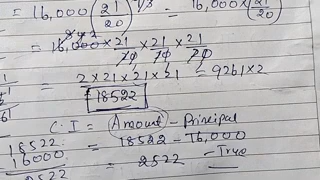 = 16,000 (21/20) = 16,000 × (21/20)
= 16,000 × 21/20 × 21/20 × 21/20
= 2 × 21 × 21 × 21 = 9261 × 2
18522
C.I = Amount - Principal
18522 = 18522 - 16,000
16000 = 2522 - True
2522